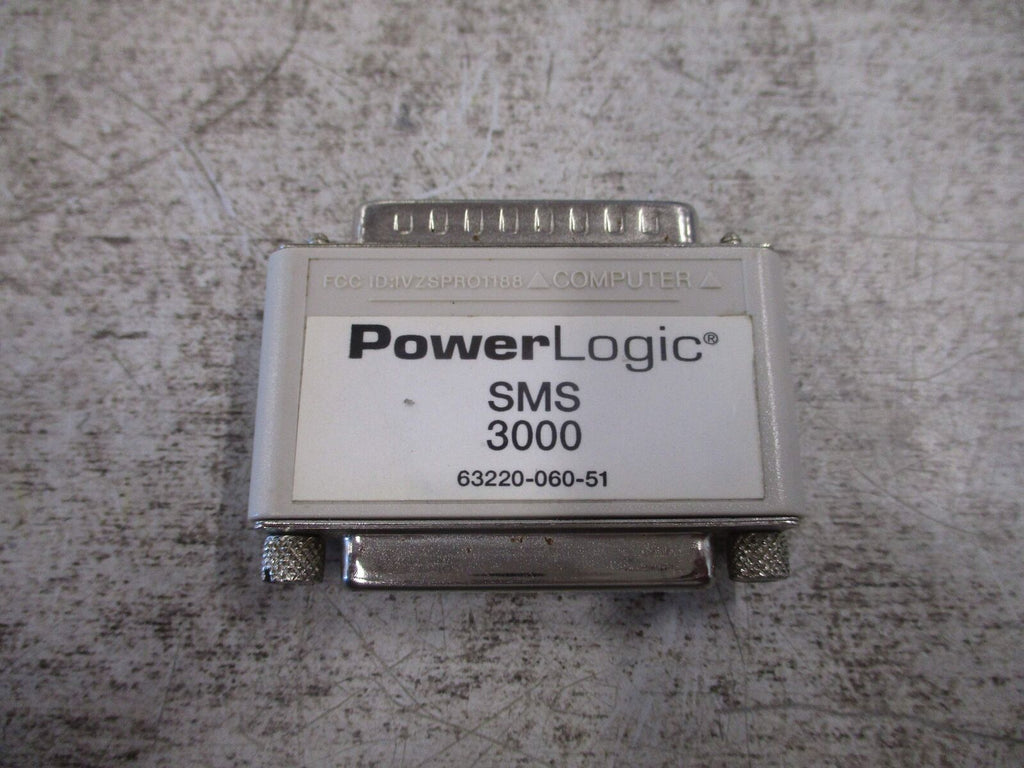 FCC ID:IVZSPRO1188 △ COMPUTER △
PowerLogic®
SMS
3000
63220-060-51